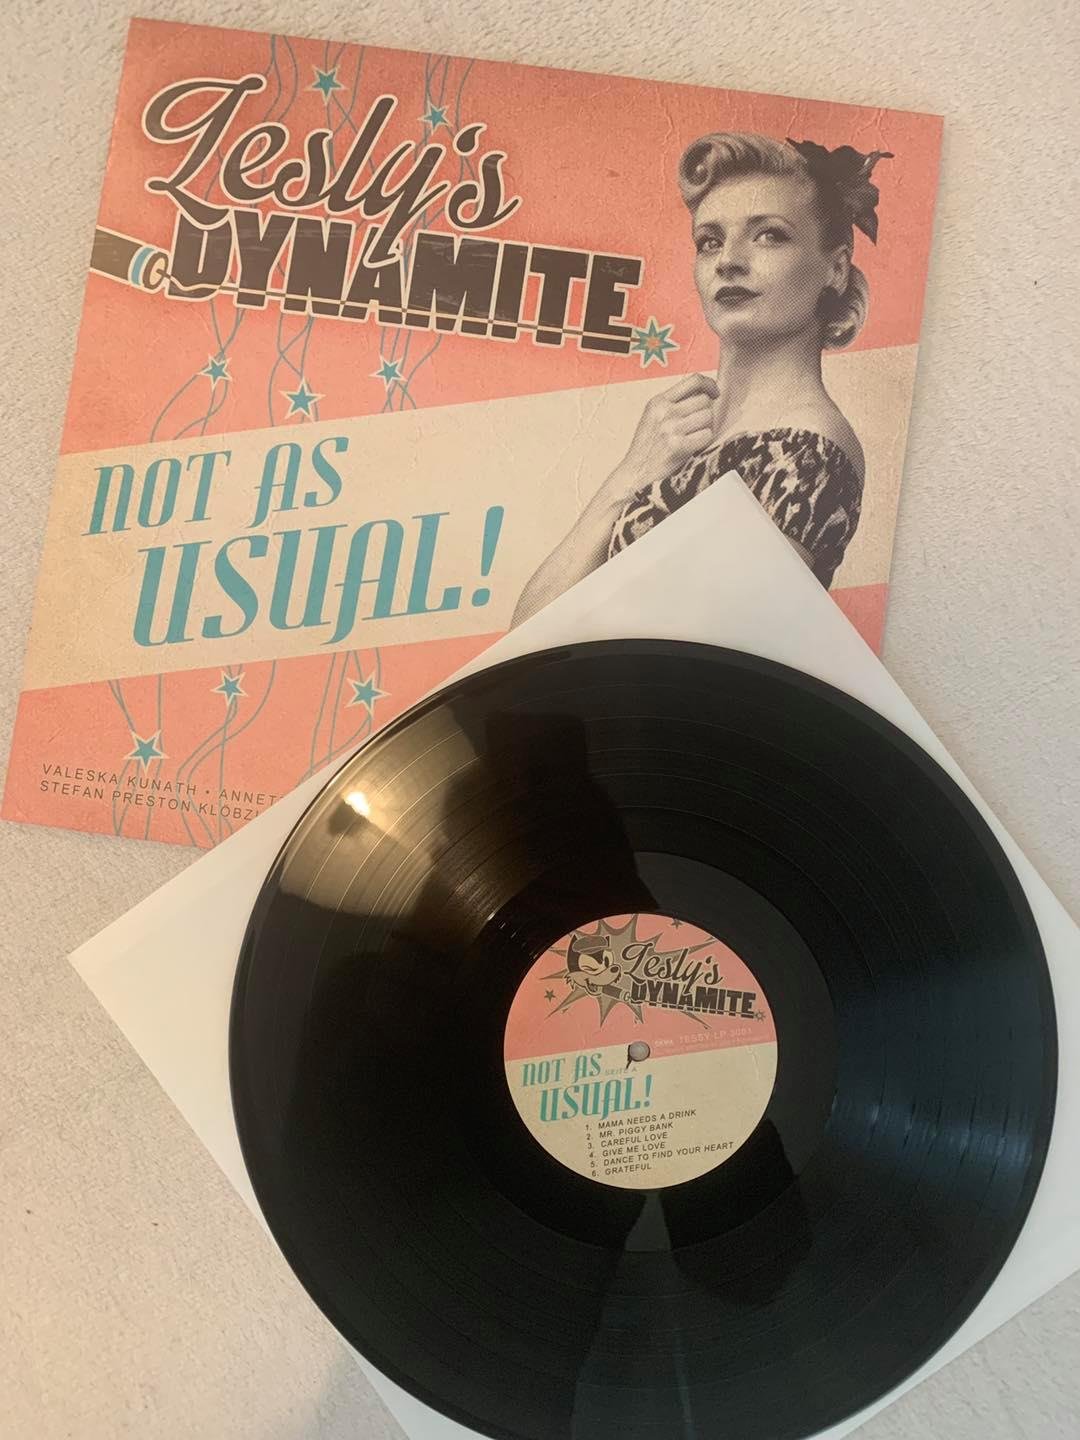 Lesly's
DYNAMITE
NOT AS
USUAL!
VALESKA KUNATH • ANNET
STEFAN PRESTON KLÖBZ
Lesly's
DYNAMITE
TESSY LP 3001
NOT AS SEITE A
USUAL!
1. MAMA NEEDS A DRINK
2. MR. PIGGY BANK
3. CAREFUL LOVE
4. GIVE ME LOVE
5. DANCE TO FIND YOUR HEART
6. GRATEFUL